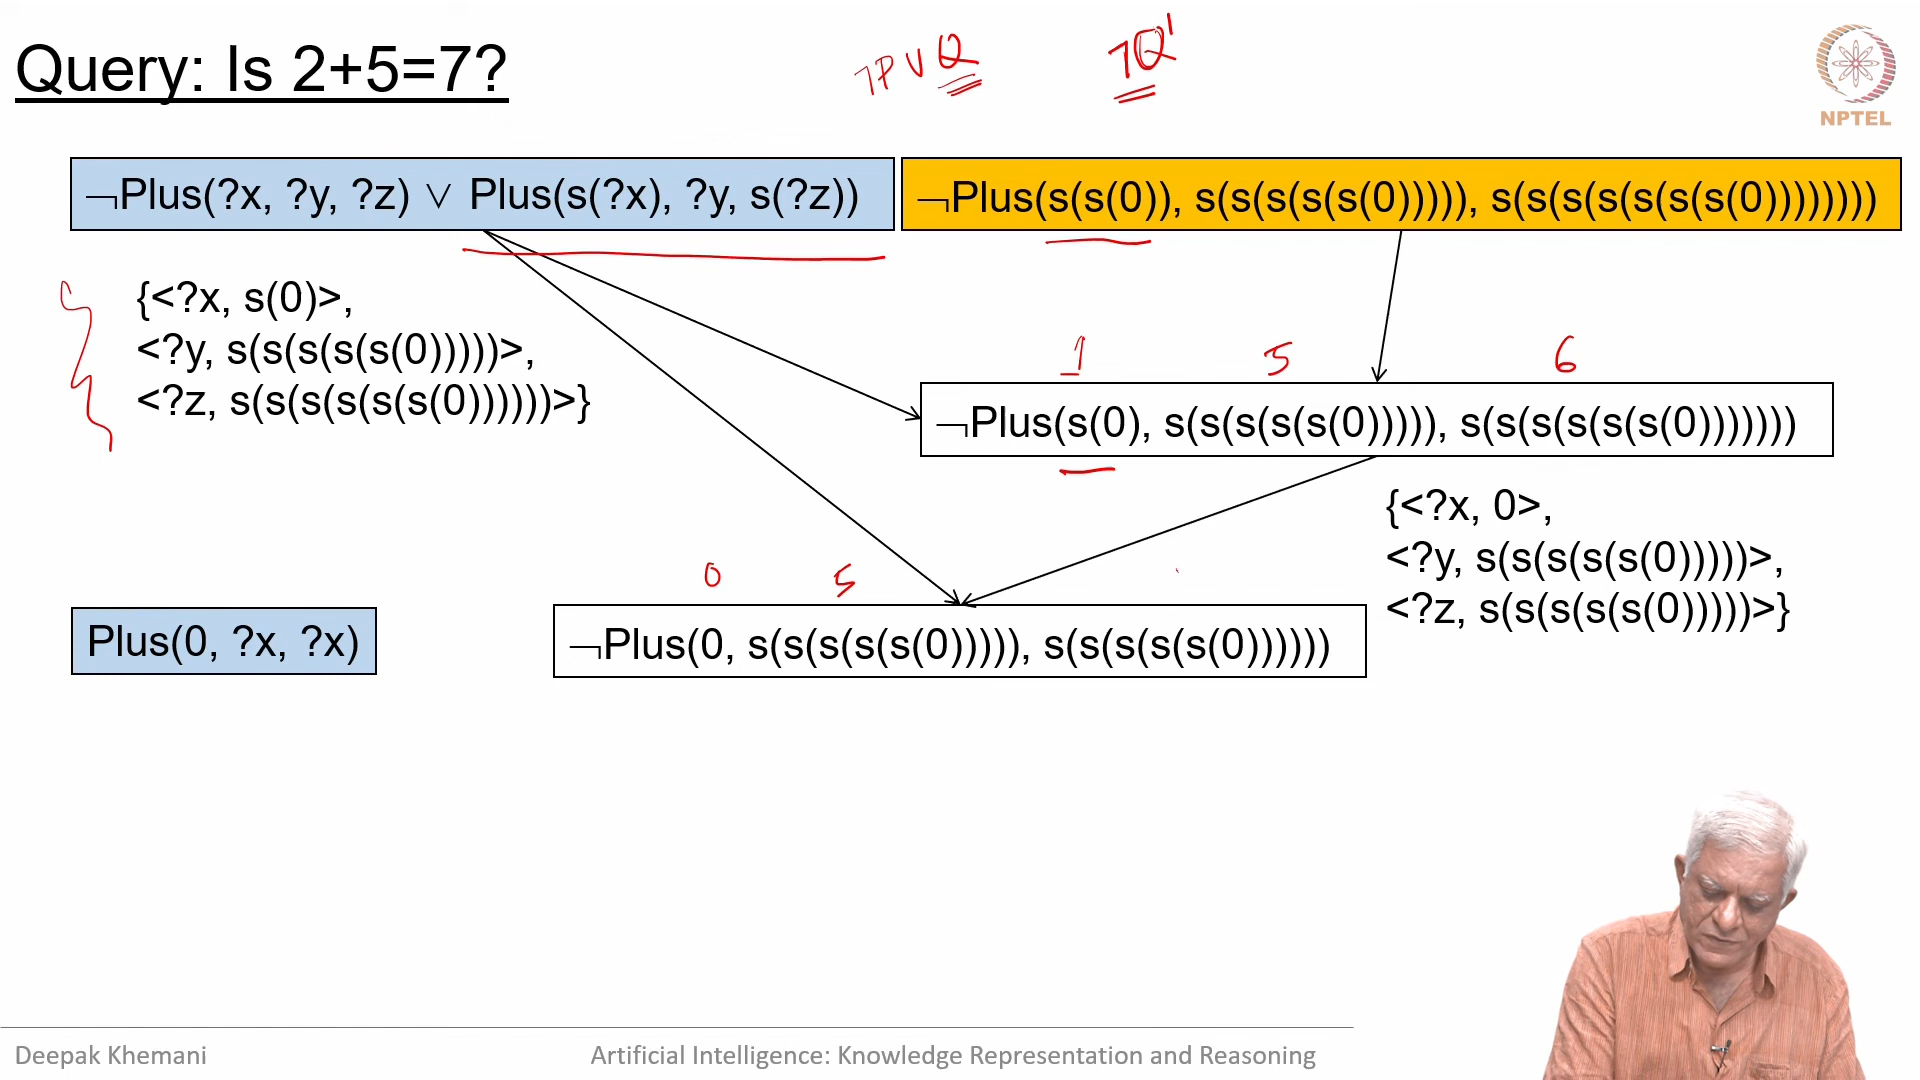 Query: Is 2+5=7?
¬P ∨ Q
¬Q'
NPTEL
¬Plus(?x, ?y, ?z) ∨ Plus(s(?x), ?y, s(?z))
¬Plus(s(s(0)), s(s(s(s(s(0))))), s(s(s(s(s(s(s(0))))))))
{<?x, s(0)>,
<?y, s(s(s(s(s(0)))))>,
<?z, s(s(s(s(s(s(0))))))>}
1 5 6
¬Plus(s(0), s(s(s(s(s(0))))), s(s(s(s(s(s(0)))))))
{<?x, 0>,
<?y, s(s(s(s(s(0)))))>,
<?z, s(s(s(s(s(0)))))>}
0 5
Plus(0, ?x, ?x)
¬Plus(0, s(s(s(s(s(0))))), s(s(s(s(s(0))))))
Deepak Khemani
Artificial Intelligence: Knowledge Representation and Reasoning